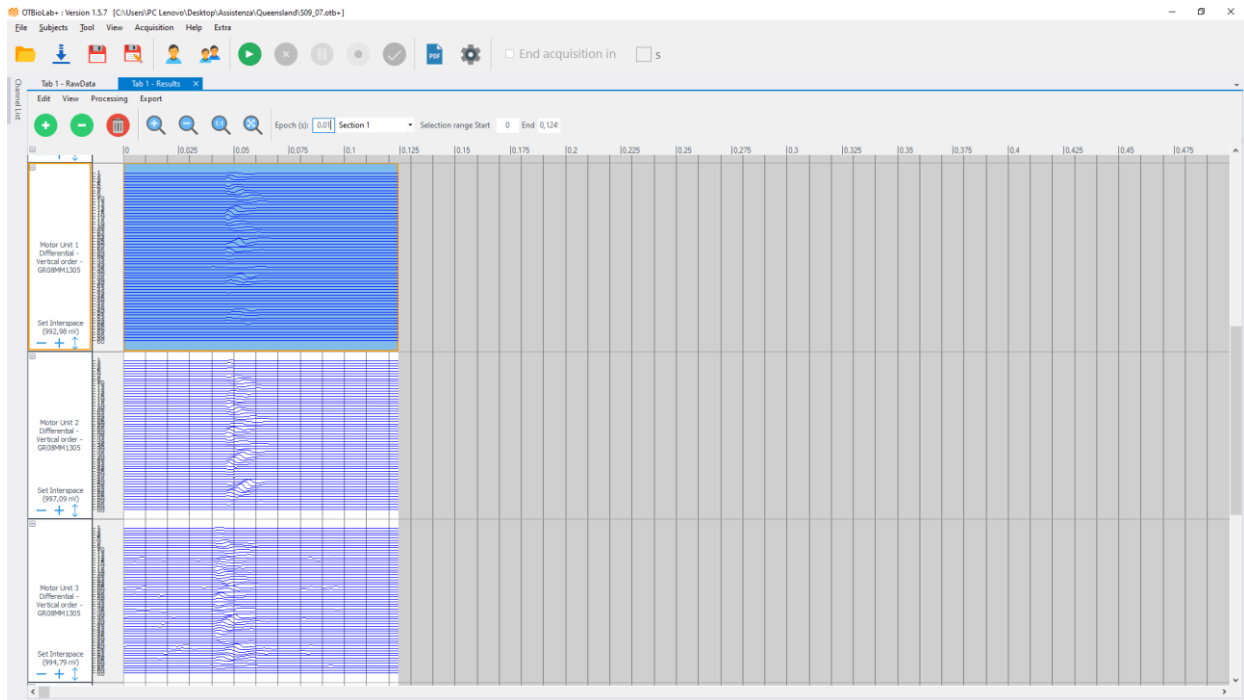 OTBioLab+ : Version 1.5.7 [C:\Users\PC Lenovo\Desktop\Assistenza\Queensland\S09_07.otb+]
File Subjects Tool View Acquisition Help Extra
PDF End acquisition in s
Channel List
Tab 1 - RawData Tab 1 - Results ×
Edit View Processing Export
1:1 Epoch (s): 0.01 Section 1 Selection range Start 0 End 0,124
0 0.025 0.05 0.075 0.1 0.125 0.15 0.175 0.2 0.225 0.25 0.275 0.3 0.325 0.35 0.375 0.4 0.425 0.45 0.475
Motor Unit 1
Differential -
Vertical order -
GR08MM1305
Set Interspace
(992,98 mV)
Motor Unit 2
Differential -
Vertical order -
GR08MM1305
Set Interspace
(997,09 mV)
Motor Unit 3
Differential -
Vertical order -
GR08MM1305
Set Interspace
(994,79 mV)